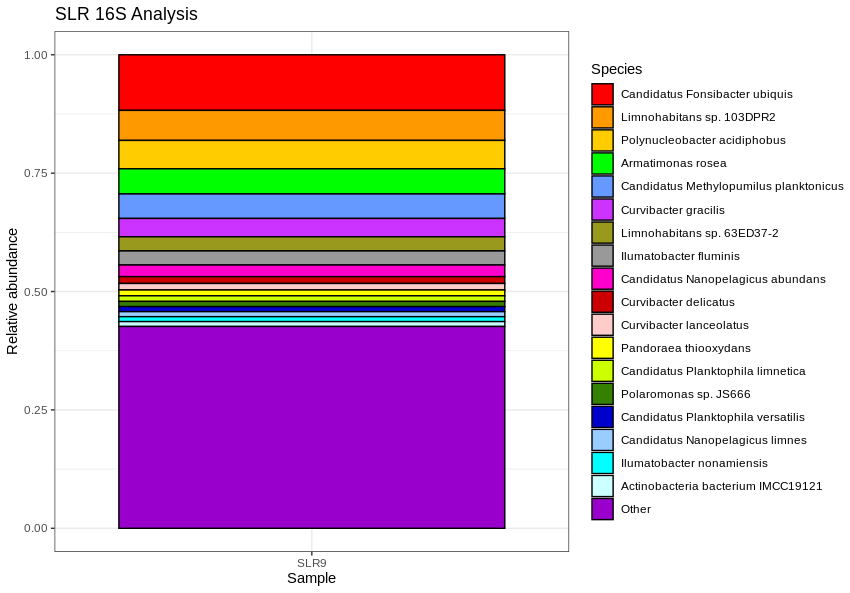 SLR 16S Analysis
1.00
0.75
0.50
0.25
0.00
Relative abundance
SLR9
Sample
Species
Candidatus Fonsibacter ubiquis
Limnohabitans sp. 103DPR2
Polynucleobacter acidiphobus
Armatimonas rosea
Candidatus Methylopumilus planktonicus
Curvibacter gracilis
Limnohabitans sp. 63ED37-2
Ilumatobacter fluminis
Candidatus Nanopelagicus abundans
Curvibacter delicatus
Curvibacter lanceolatus
Pandoraea thiooxydans
Candidatus Planktophila limnetica
Polaromonas sp. JS666
Candidatus Planktophila versatilis
Candidatus Nanopelagicus limnes
Ilumatobacter nonamiensis
Actinobacteria bacterium IMCC19121
Other